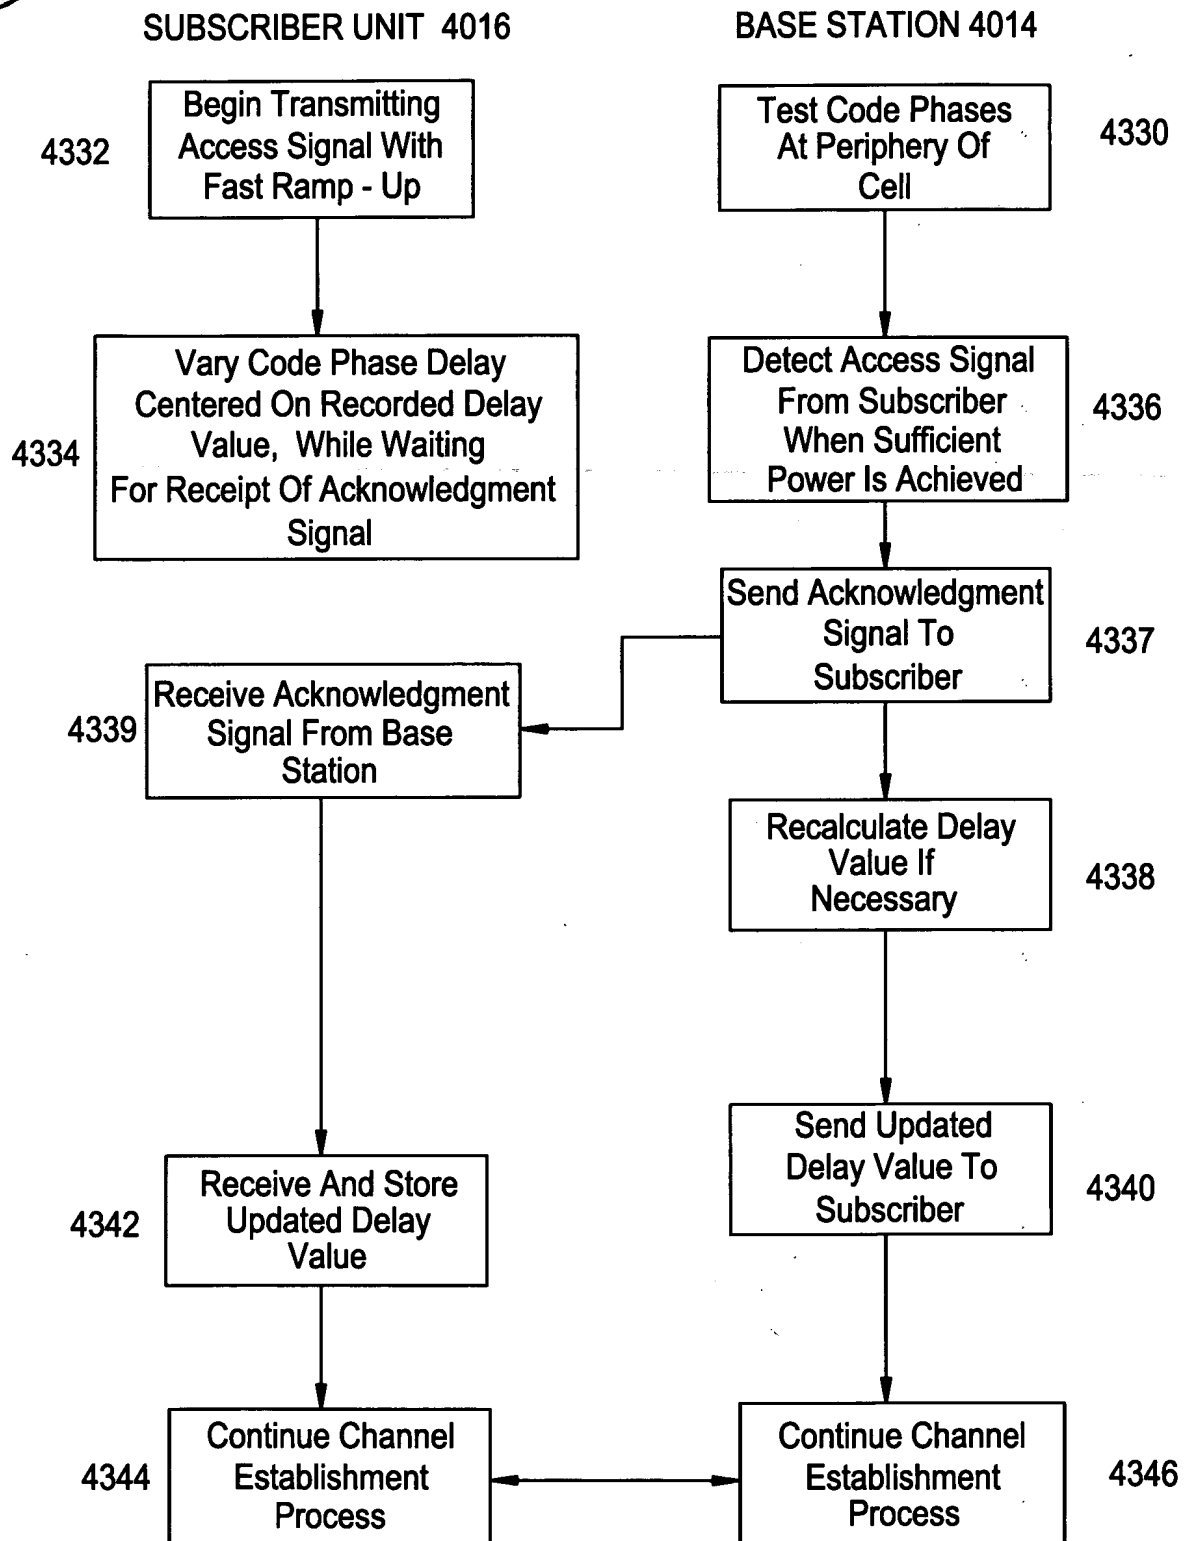 SUBSCRIBER UNIT 4016
BASE STATION 4014
4332
Begin Transmitting
Access Signal With
Fast Ramp - Up
Test Code Phases
At Periphery Of
Cell
4330
4334
Vary Code Phase Delay
Centered On Recorded Delay
Value, While Waiting
For Receipt Of Acknowledgment
Signal
Detect Access Signal
From Subscriber
When Sufficient
Power Is Achieved
4336
Send Acknowledgment
Signal To
Subscriber
4337
4339
Receive Acknowledgment
Signal From Base
Station
Recalculate Delay
Value If
Necessary
4338
Send Updated
Delay Value To
Subscriber
4340
4342
Receive And Store
Updated Delay
Value
4344
Continue Channel
Establishment
Process
Continue Channel
Establishment
Process
4346